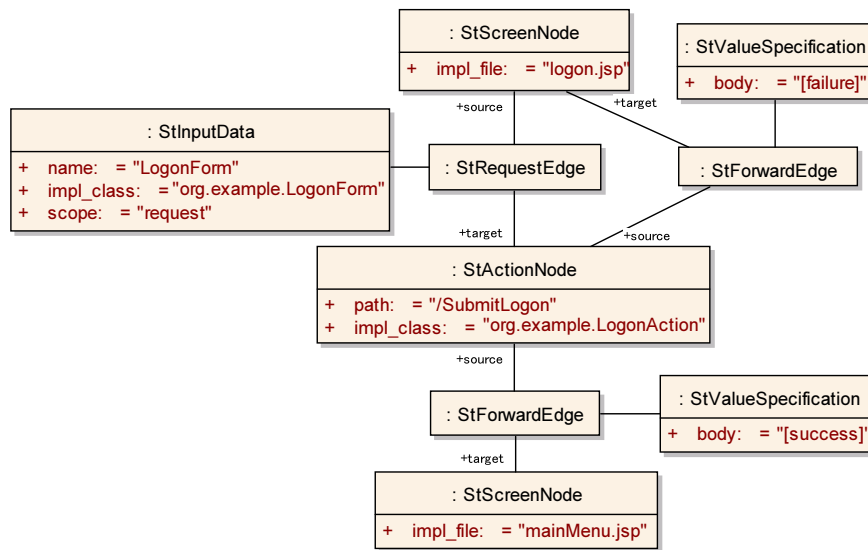 : StScreenNode
+ impl_file: = "logon.jsp"
: StValueSpecification
+ body: = "[failure]"
+source
+target
: StInputData
+ name: = "LogonForm"
+ impl_class: = "org.example.LogonForm"
+ scope: = "request"
: StRequestEdge
: StForwardEdge
+target
+source
: StActionNode
+ path: = "/SubmitLogon"
+ impl_class: = "org.example.LogonAction"
+source
: StForwardEdge
: StValueSpecification
+ body: = "[success]"
+target
: StScreenNode
+ impl_file: = "mainMenu.jsp"